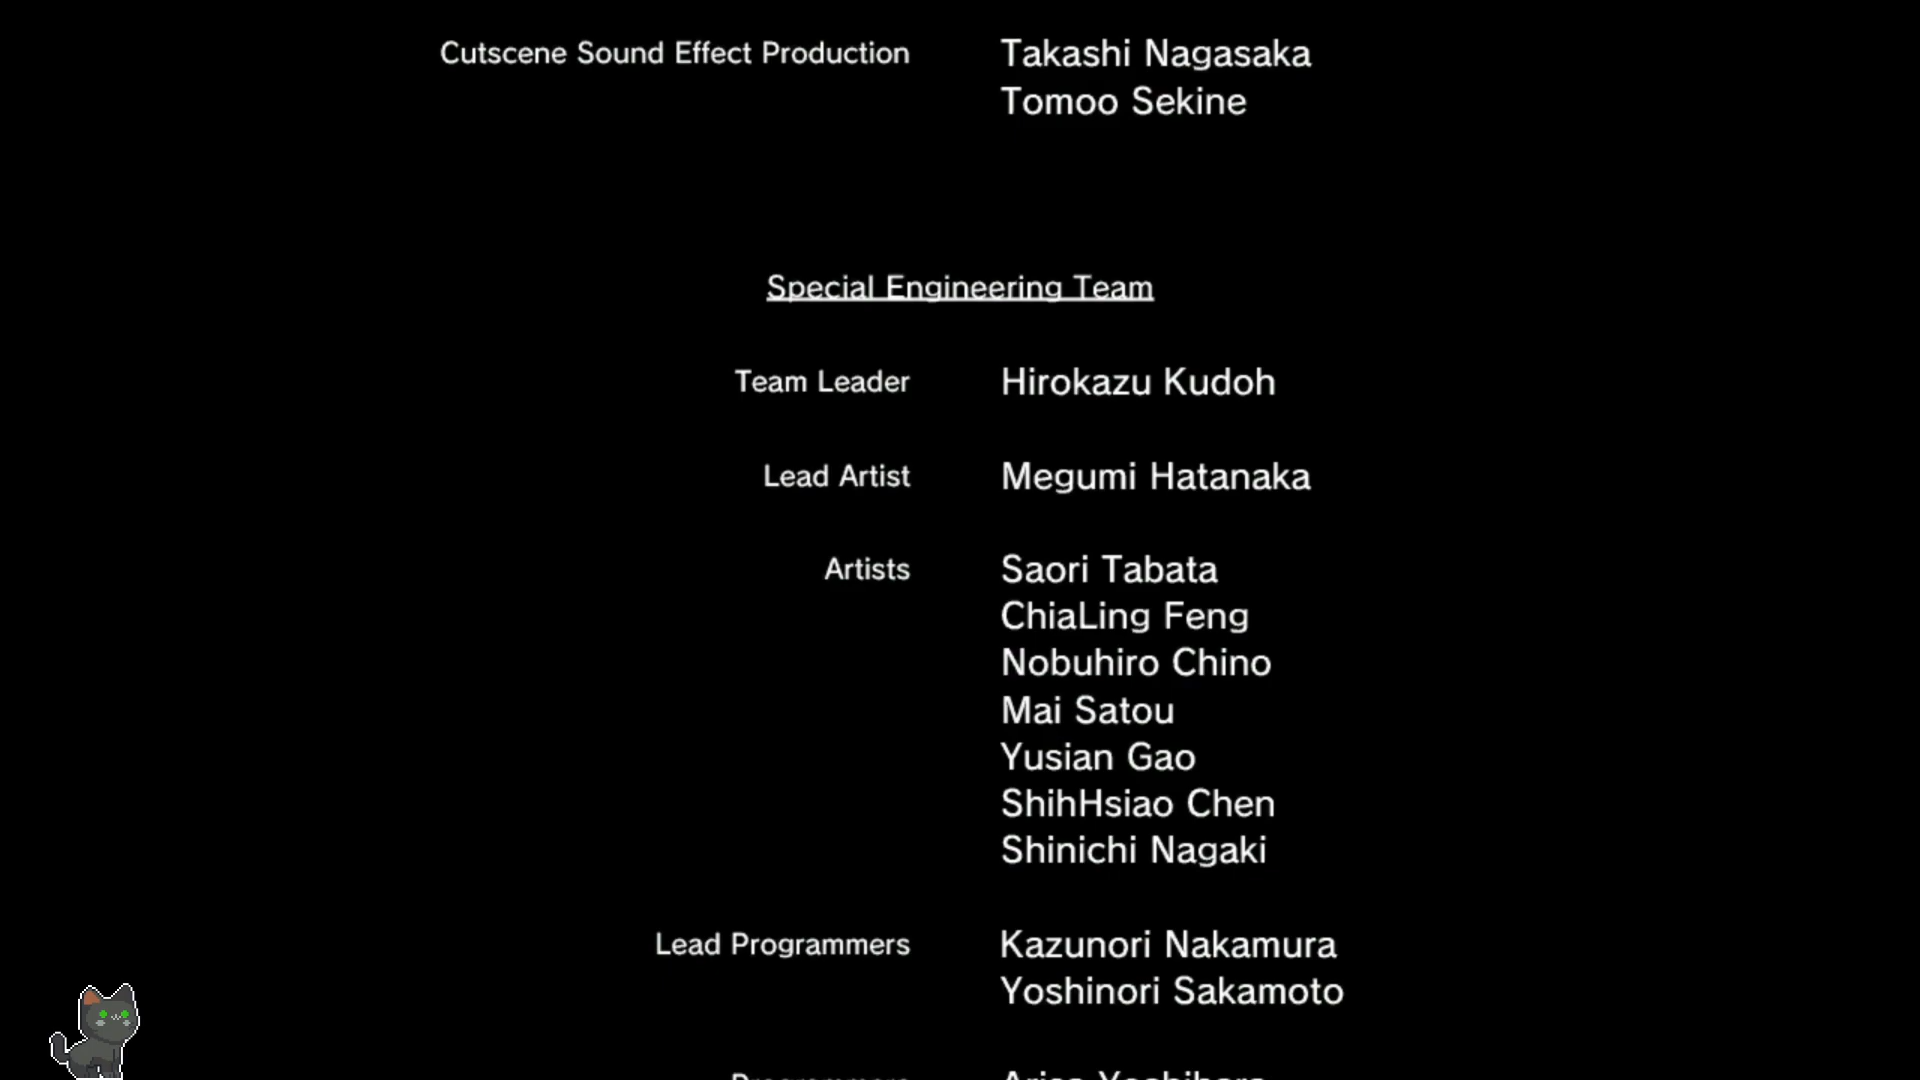 Cutscene Sound Effect Production Takashi Nagasaka
Tomoo Sekine
Special Engineering Team
Team Leader Hirokazu Kudoh
Lead Artist Megumi Hatanaka
Artists Saori Tabata
ChiaLing Feng
Nobuhiro Chino
Mai Satou
Yusian Gao
ShihHsiao Chen
Shinichi Nagaki
Lead Programmers Kazunori Nakamura
Yoshinori Sakamoto
Programmers